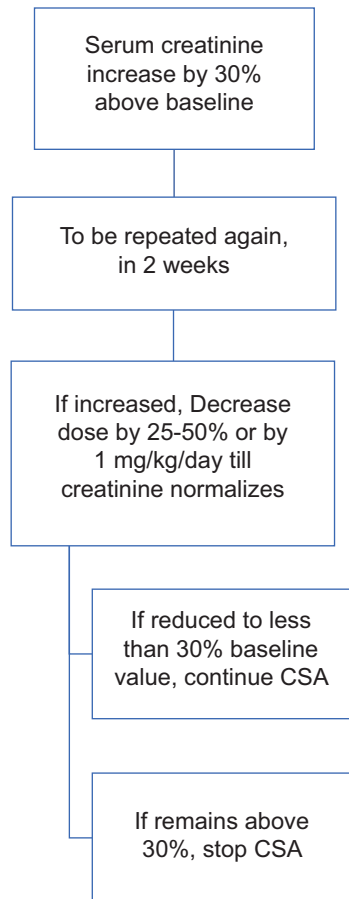 Serum creatinine
increase by 30%
above baseline
To be repeated again,
in 2 weeks
If increased, Decrease
dose by 25-50% or by
1 mg/kg/day till
creatinine normalizes
If reduced to less
than 30% baseline
value, continue CSA
If remains above
30%, stop CSA